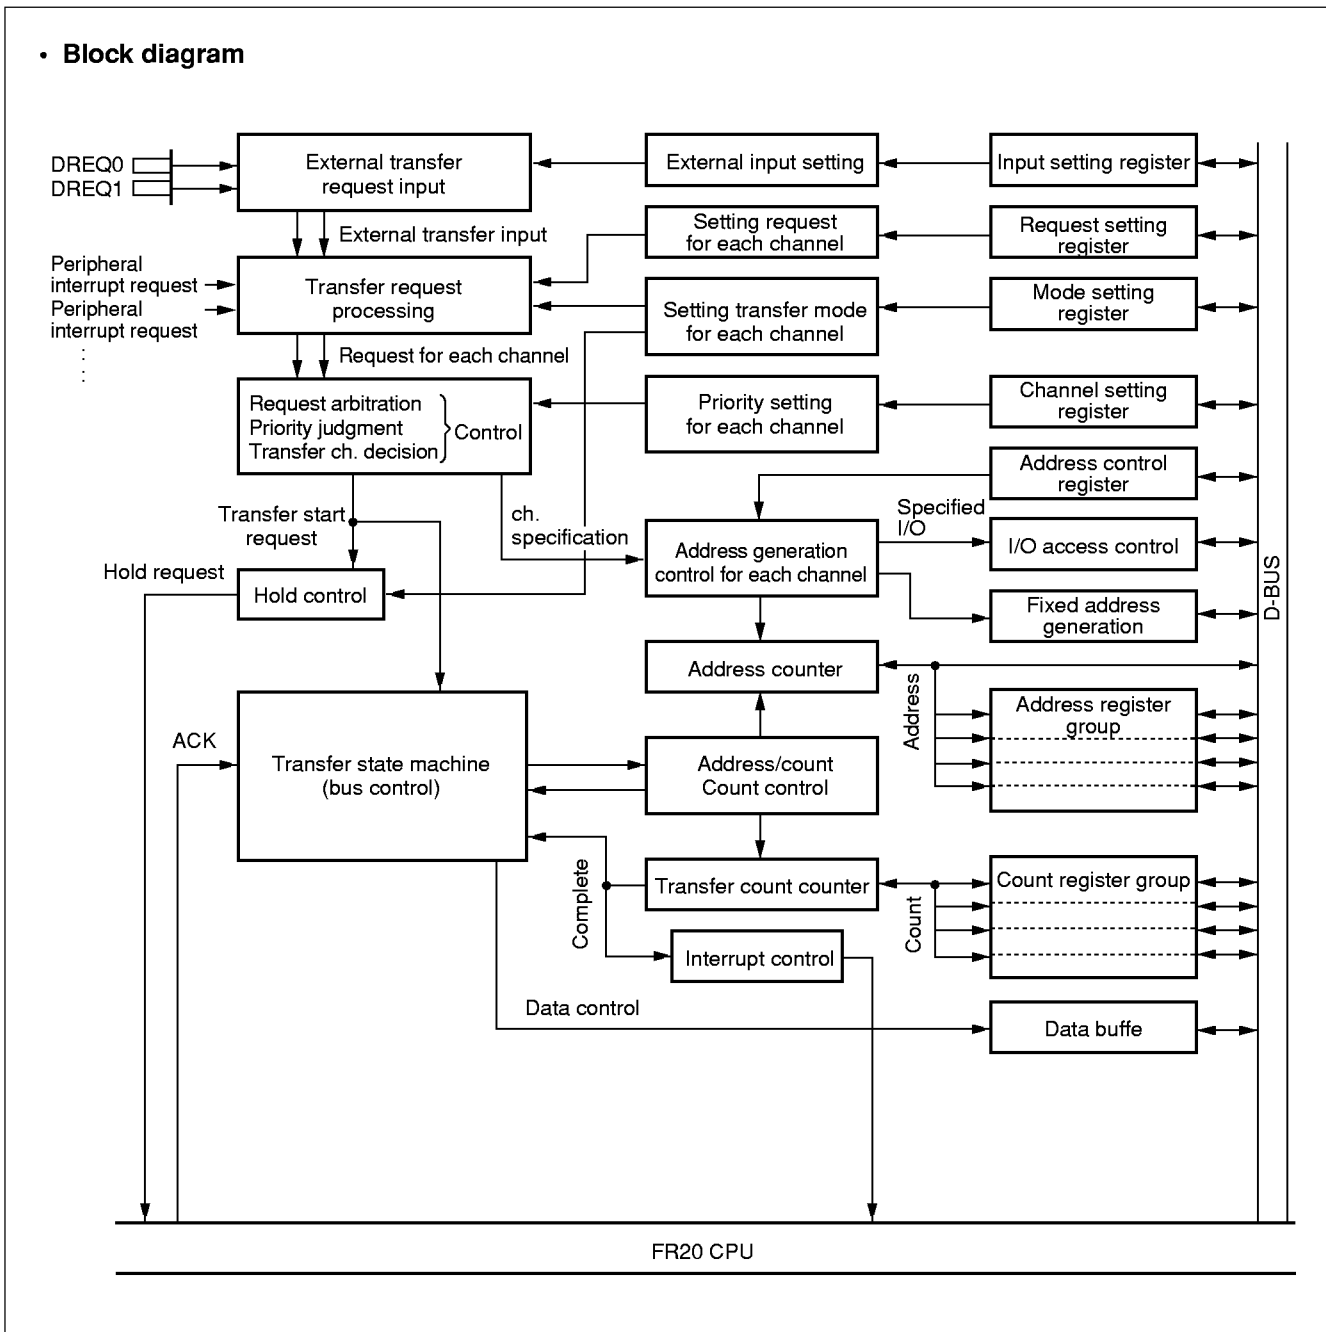 • Block diagram
DREQ0
DREQ1
External transfer
request input
External input setting
Input setting register
External transfer input
Setting request
for each channel
Request setting
register
Peripheral
interrupt request
Peripheral
interrupt request
Transfer request
processing
Setting transfer mode
for each channel
Mode setting
register
Request for each channel
Request arbitration
Priority judgment
Transfer ch. decision
Control
Priority setting
for each channel
Channel setting
register
Address control
register
Transfer start
request
ch.
specification
Specified
I/O
Address generation
control for each channel
I/O access control
Hold request
Hold control
Fixed address
generation
D-BUS
Address counter
Address
Address register
group
ACK
Transfer state machine
(bus control)
Address/count
Count control
Complete
Transfer count counter
Count
Count register group
Interrupt control
Data control
Data buffe
FR20 CPU